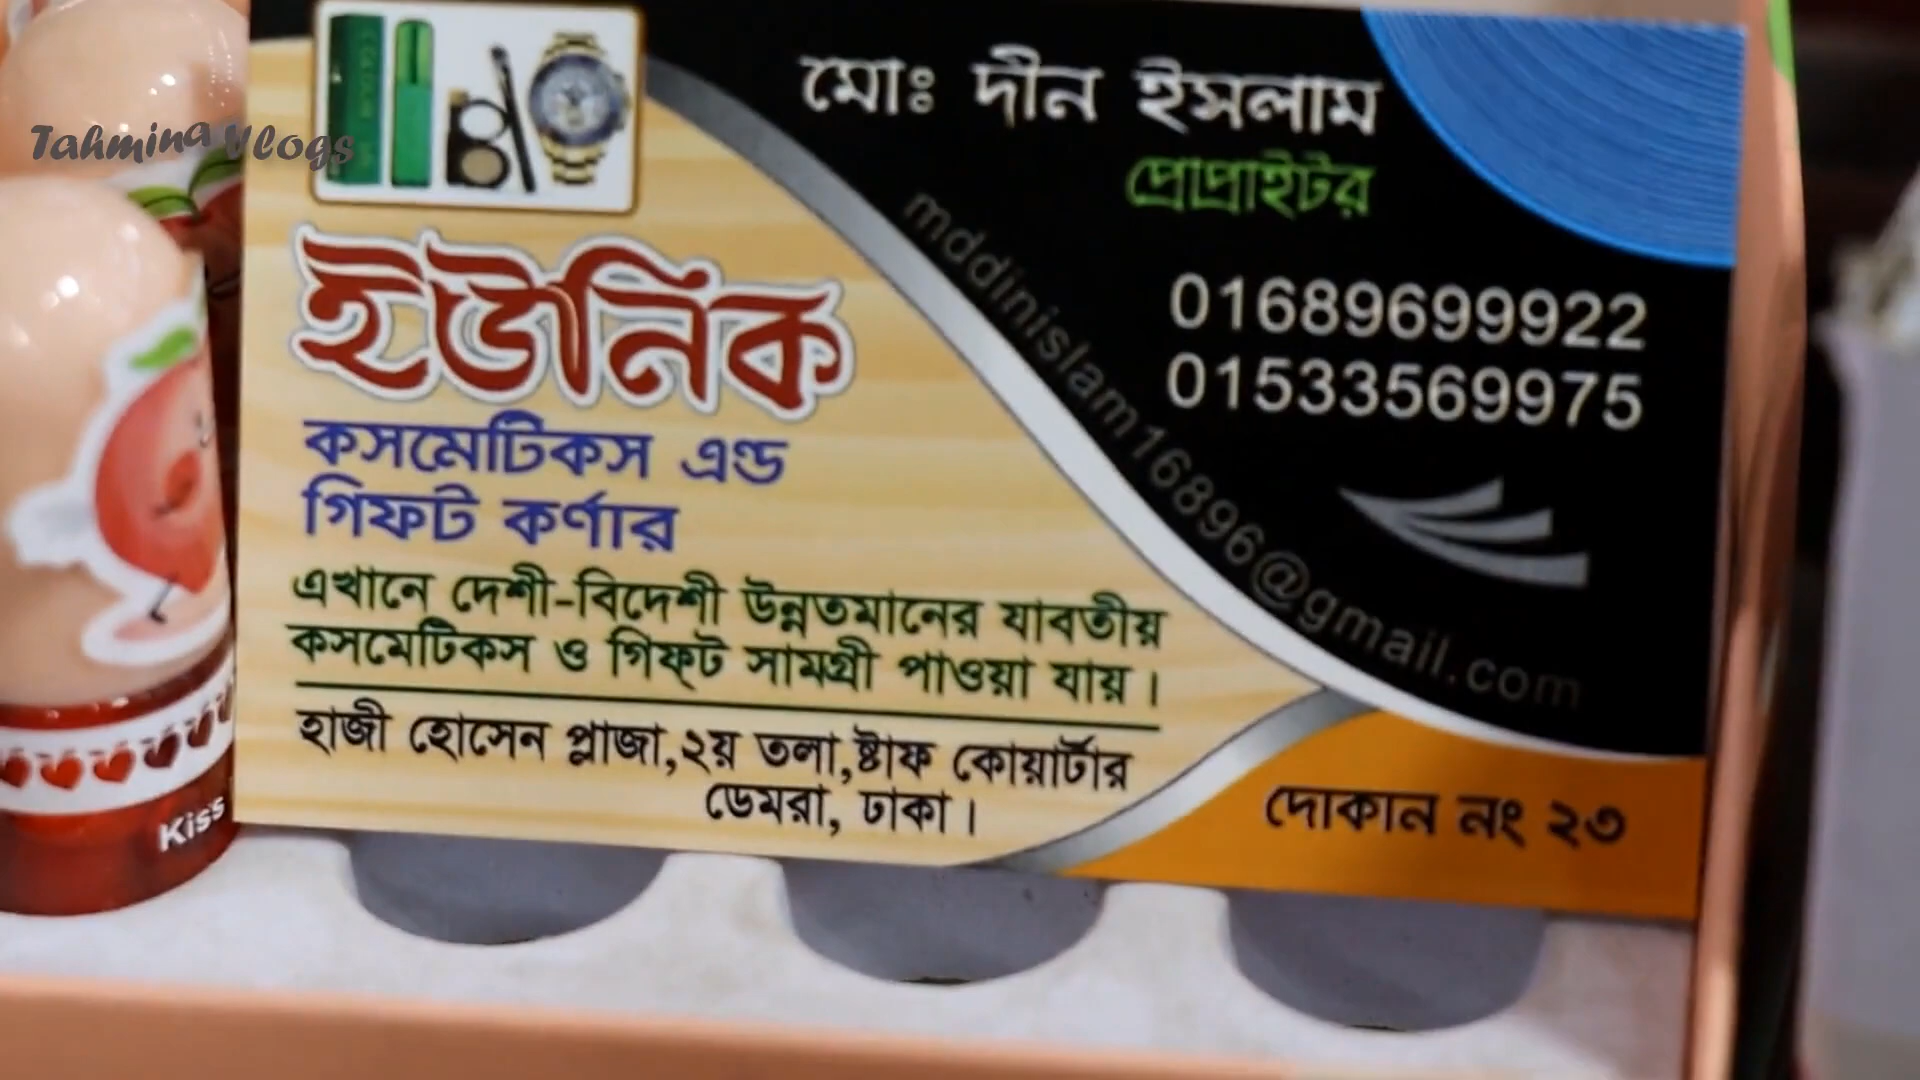 Tahmina Vlogs
মোঃ দীন ইসলাম
প্রোপ্রাইটর
01689699922
01533569975
mddinislam16896@gmail.com
ইউনিক
কসমেটিকস এন্ড
গিফট কর্ণার
এখানে দেশী-বিদেশী উন্নতমানের যাবতীয়
কসমেটিকস ও গিফ্ট সামগ্রী পাওয়া যায়।
হাজী হোসেন প্লাজা,২য় তলা,ষ্টাফ কোয়ার্টার
ডেমরা, ঢাকা।
দোকান নং ২৩
Kiss